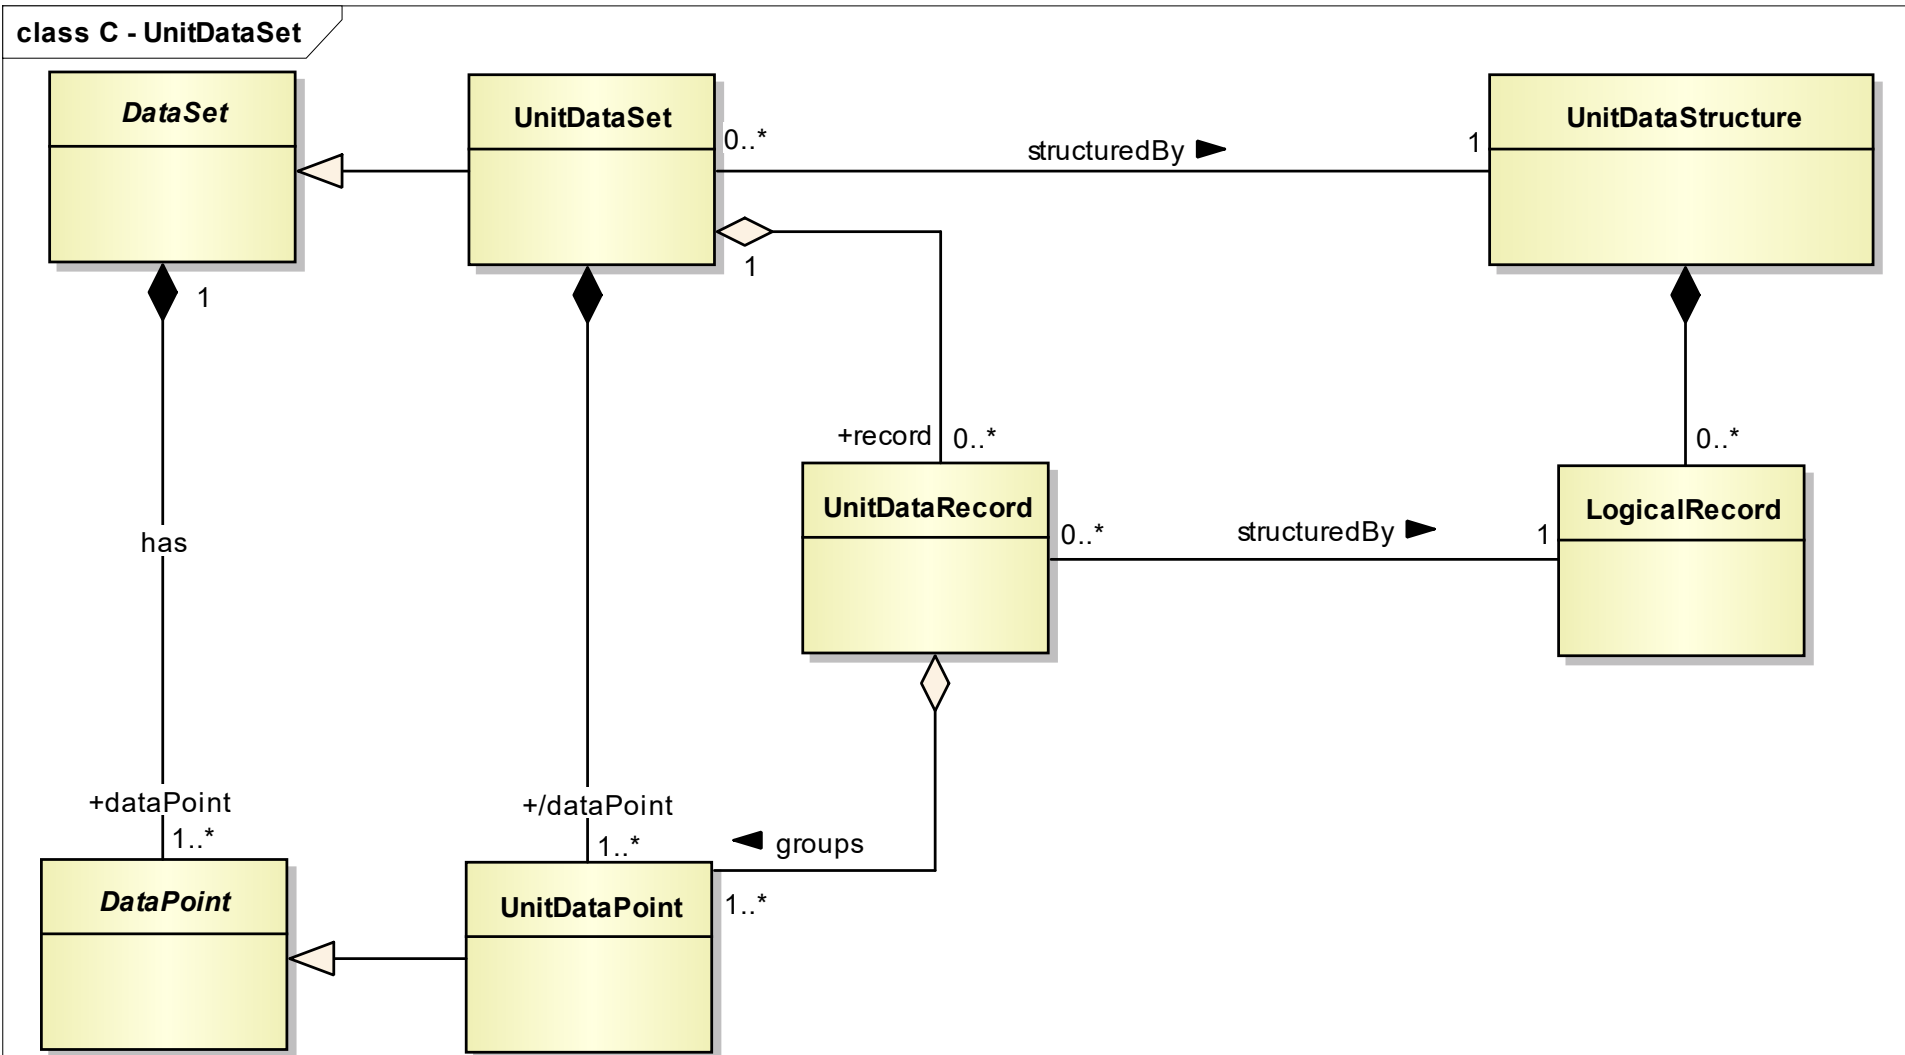 class C - UnitDataSet
DataSet
UnitDataSet
UnitDataStructure
0..*
structuredBy
1
1
1
+record
0..*
0..*
UnitDataRecord
LogicalRecord
0..*
structuredBy
1
has
+dataPoint
1..*
+/dataPoint
1..*
groups
1..*
DataPoint
UnitDataPoint